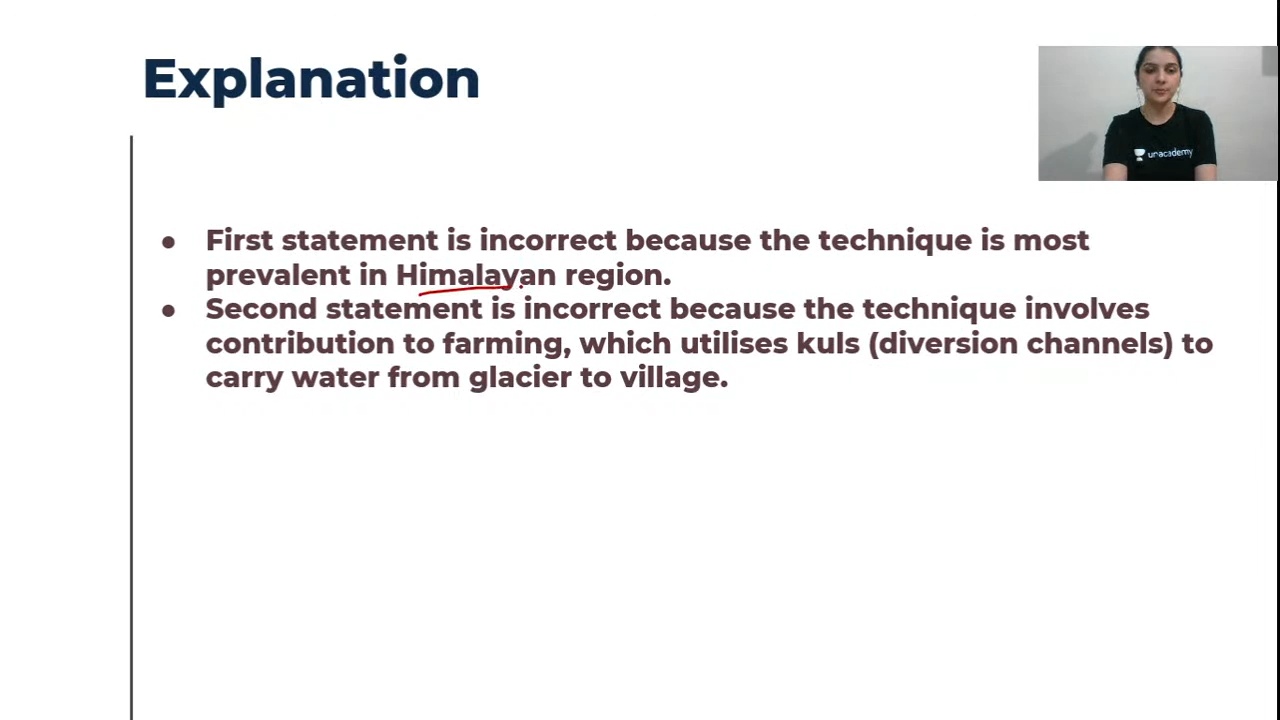 Explanation
unacademy
● First statement is incorrect because the technique is most
prevalent in Himalayan region.
● Second statement is incorrect because the technique involves
contribution to farming, which utilises kuls (diversion channels) to
carry water from glacier to village.